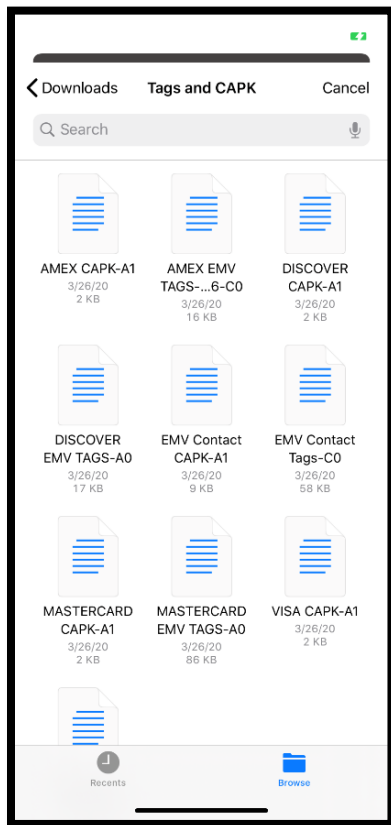 Downloads
Tags and CAPK
Cancel
Search
AMEX CAPK-A1
3/26/20
2 KB
AMEX EMV
TAGS-...6-C0
3/26/20
16 KB
DISCOVER
CAPK-A1
3/26/20
2 KB
DISCOVER
EMV TAGS-A0
3/26/20
17 KB
EMV Contact
CAPK-A1
3/26/20
9 KB
EMV Contact
Tags-C0
3/26/20
58 KB
MASTERCARD
CAPK-A1
3/26/20
2 KB
MASTERCARD
EMV TAGS-A0
3/26/20
86 KB
VISA CAPK-A1
3/26/20
2 KB
Recents
Browse